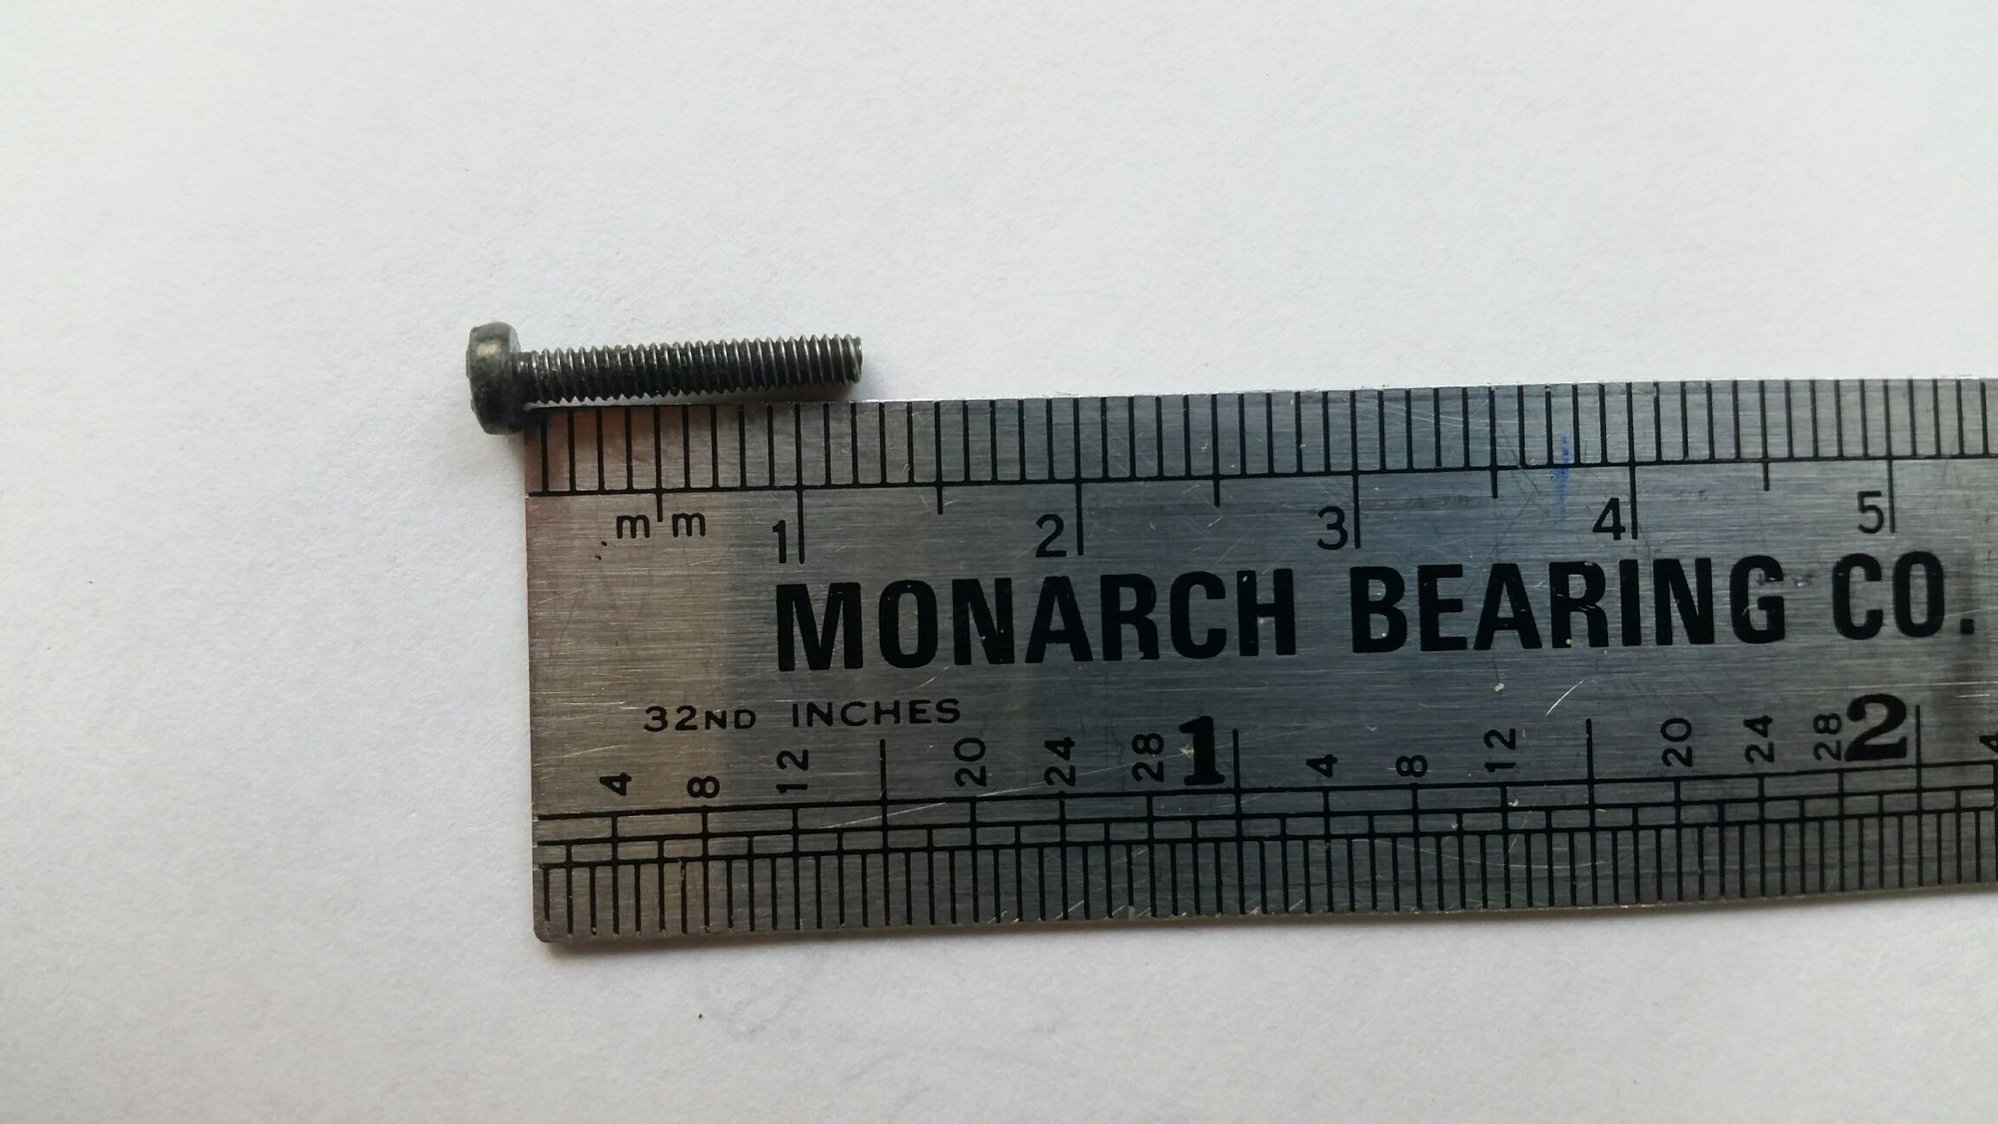 mm 1 2 3 4 5
MONARCH BEARING CO.
32ND INCHES
4 8 12 20 24 28 1 4 8 12 20 24 28 2 4